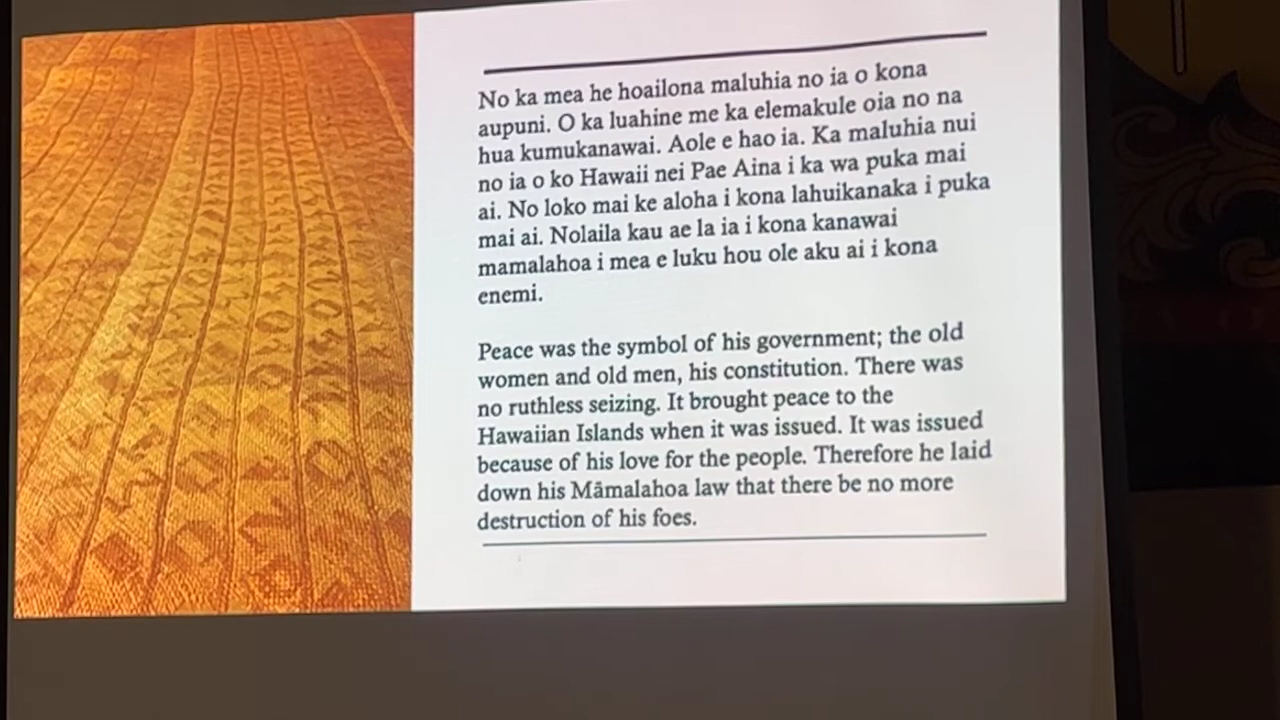 No ka mea he hoailona maluhia no ia o kona
aupuni. O ka luahine me ka elemakule oia no na
hua kumukanawai. Aole e hao ia. Ka maluhia nui
no ia o ko Hawaii nei Pae Aina i ka wa puka mai
ai. No loko mai ke aloha i kona lahuikanaka i puka
mai ai. Nolaila kau ae la ia i kona kanawai
mamalahoa i mea e luku hou ole aku ai i kona
enemi.
Peace was the symbol of his government; the old
women and old men, his constitution. There was
no ruthless seizing. It brought peace to the
Hawaiian Islands when it was issued. It was issued
because of his love for the people. Therefore he laid
down his Māmalahoa law that there be no more
destruction of his foes.